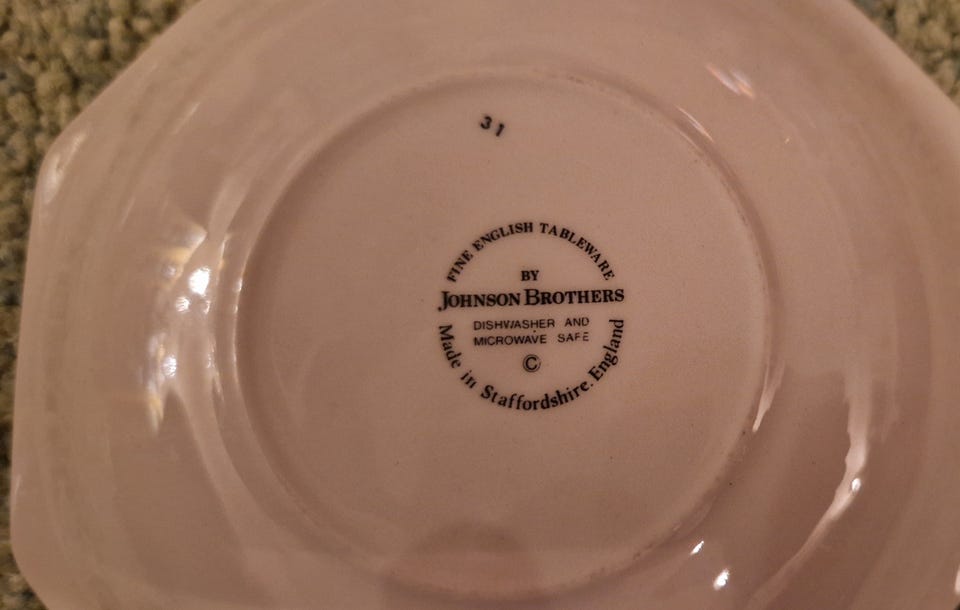 31
FINE ENGLISH TABLEWARE
BY
JOHNSON BROTHERS
DISHWASHER AND
MICROWAVE SAFE
©
Made in Staffordshire. England